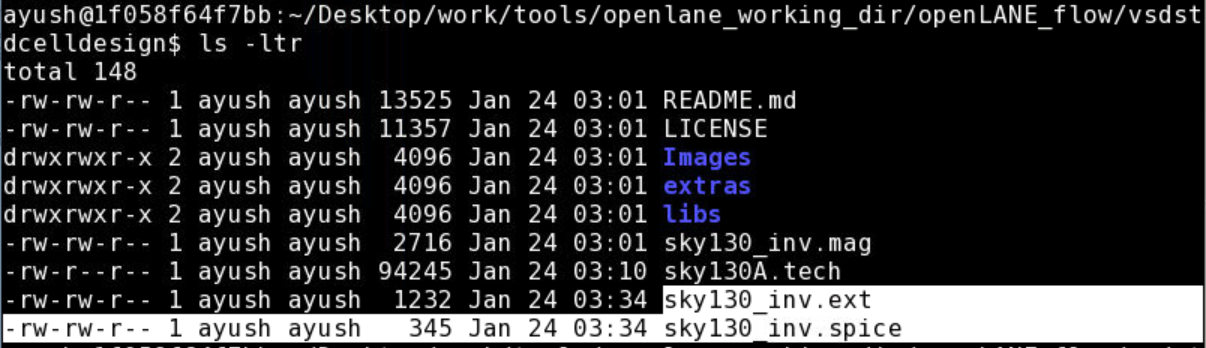 ayush@1f058f64f7bb:~/Desktop/work/tools/openlane_working_dir/openLANE_flow/vsdst
dcelldesign$ ls -ltr
total 148
-rw-rw-r-- 1 ayush ayush 13525 Jan 24 03:01 README.md
-rw-rw-r-- 1 ayush ayush 11357 Jan 24 03:01 LICENSE
drwxrwxr-x 2 ayush ayush  4096 Jan 24 03:01 Images
drwxrwxr-x 2 ayush ayush  4096 Jan 24 03:01 extras
drwxrwxr-x 2 ayush ayush  4096 Jan 24 03:01 libs
-rw-rw-r-- 1 ayush ayush  2716 Jan 24 03:01 sky130_inv.mag
-rw-r--r-- 1 ayush ayush 94245 Jan 24 03:10 sky130A.tech
-rw-rw-r-- 1 ayush ayush  1232 Jan 24 03:34 sky130_inv.ext
-rw-rw-r-- 1 ayush ayush   345 Jan 24 03:34 sky130_inv.spice